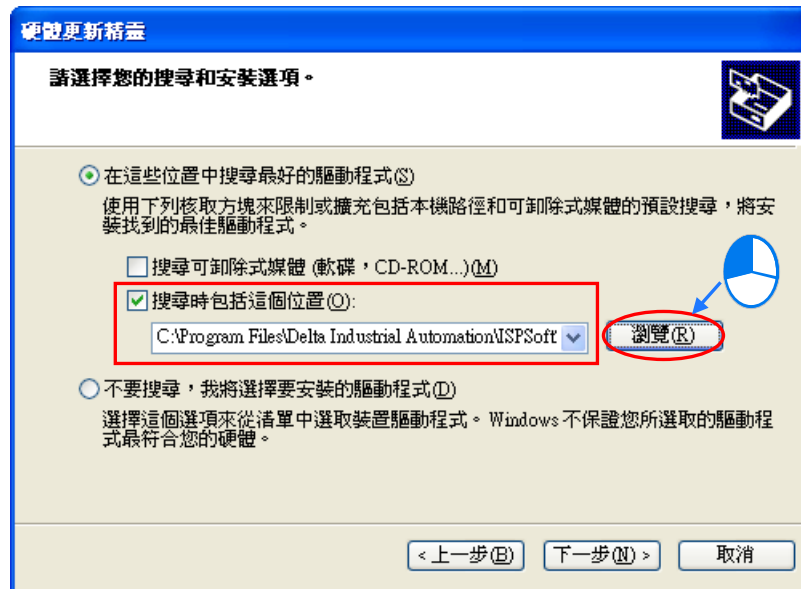 硬體更新精靈
請選擇您的搜尋和安裝選項。
在這些位置中搜尋最好的驅動程式(S)
使用下列核取方塊來限制或擴充包括本機路徑和可卸除式媒體的預設搜尋，將安
裝找到的最佳驅動程式。
搜尋可卸除式媒體 (軟碟，CD-ROM...)(M)
搜尋時包括這個位置(O):
C:\Program Files\Delta Industrial Automation\ISPSoft
瀏覽(R)
不要搜尋，我將選擇要安裝的驅動程式(D)
選擇這個選項來從清單中選取裝置驅動程式。Windows 不保證您所選取的驅動程
式最符合您的硬體。
<上一步(B)
下一步(N)>
取消